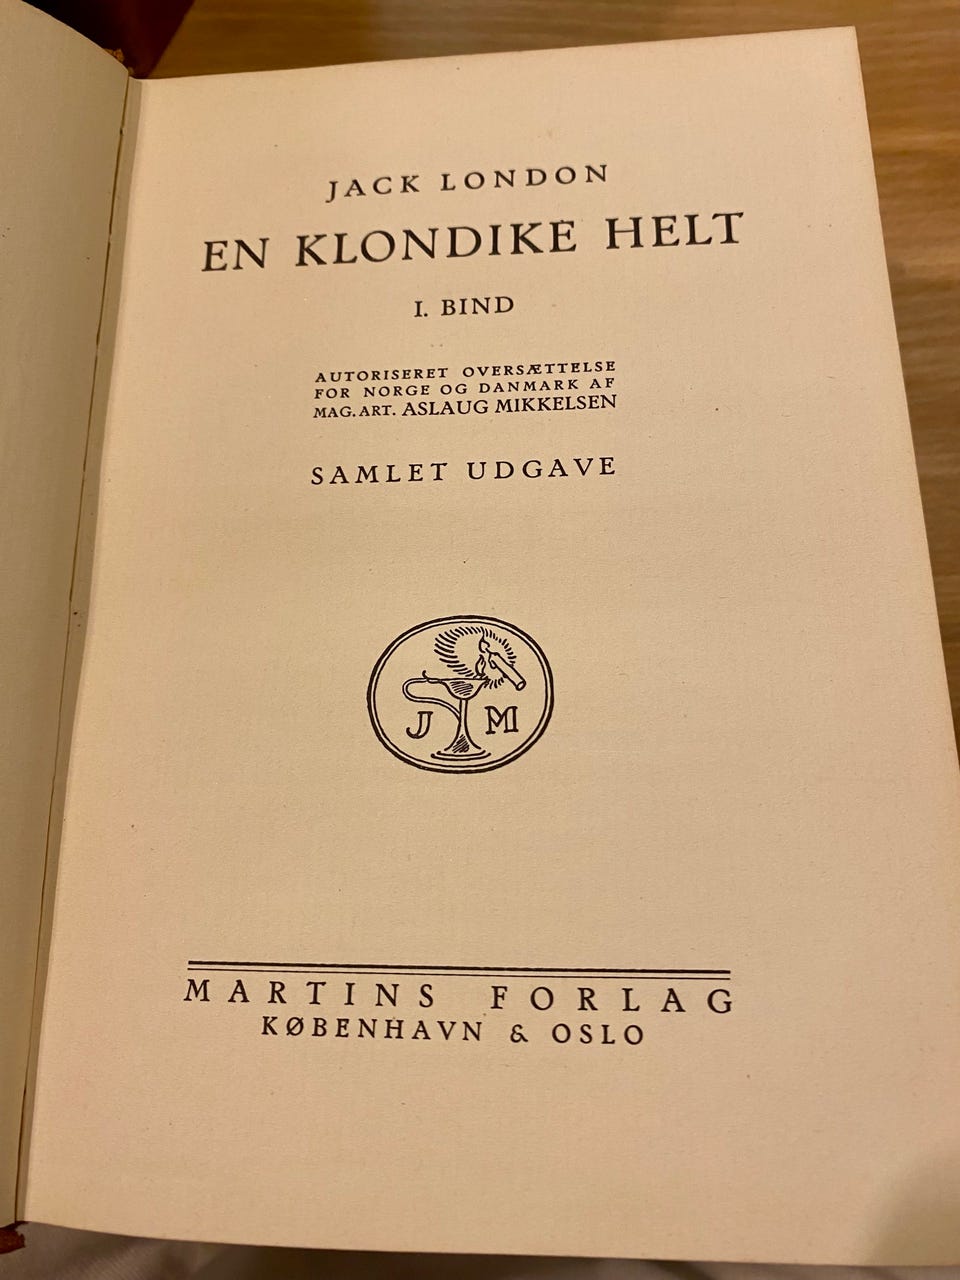 JACK LONDON
EN KLONDIKE HELT
I. BIND
AUTORISERET OVERSÆTTELSE
FOR NORGE OG DANMARK AF
MAG. ART. ASLAUG MIKKELSEN
SAMLET UDGAVE
J M
MARTINS FORLAG
KØBENHAVN & OSLO